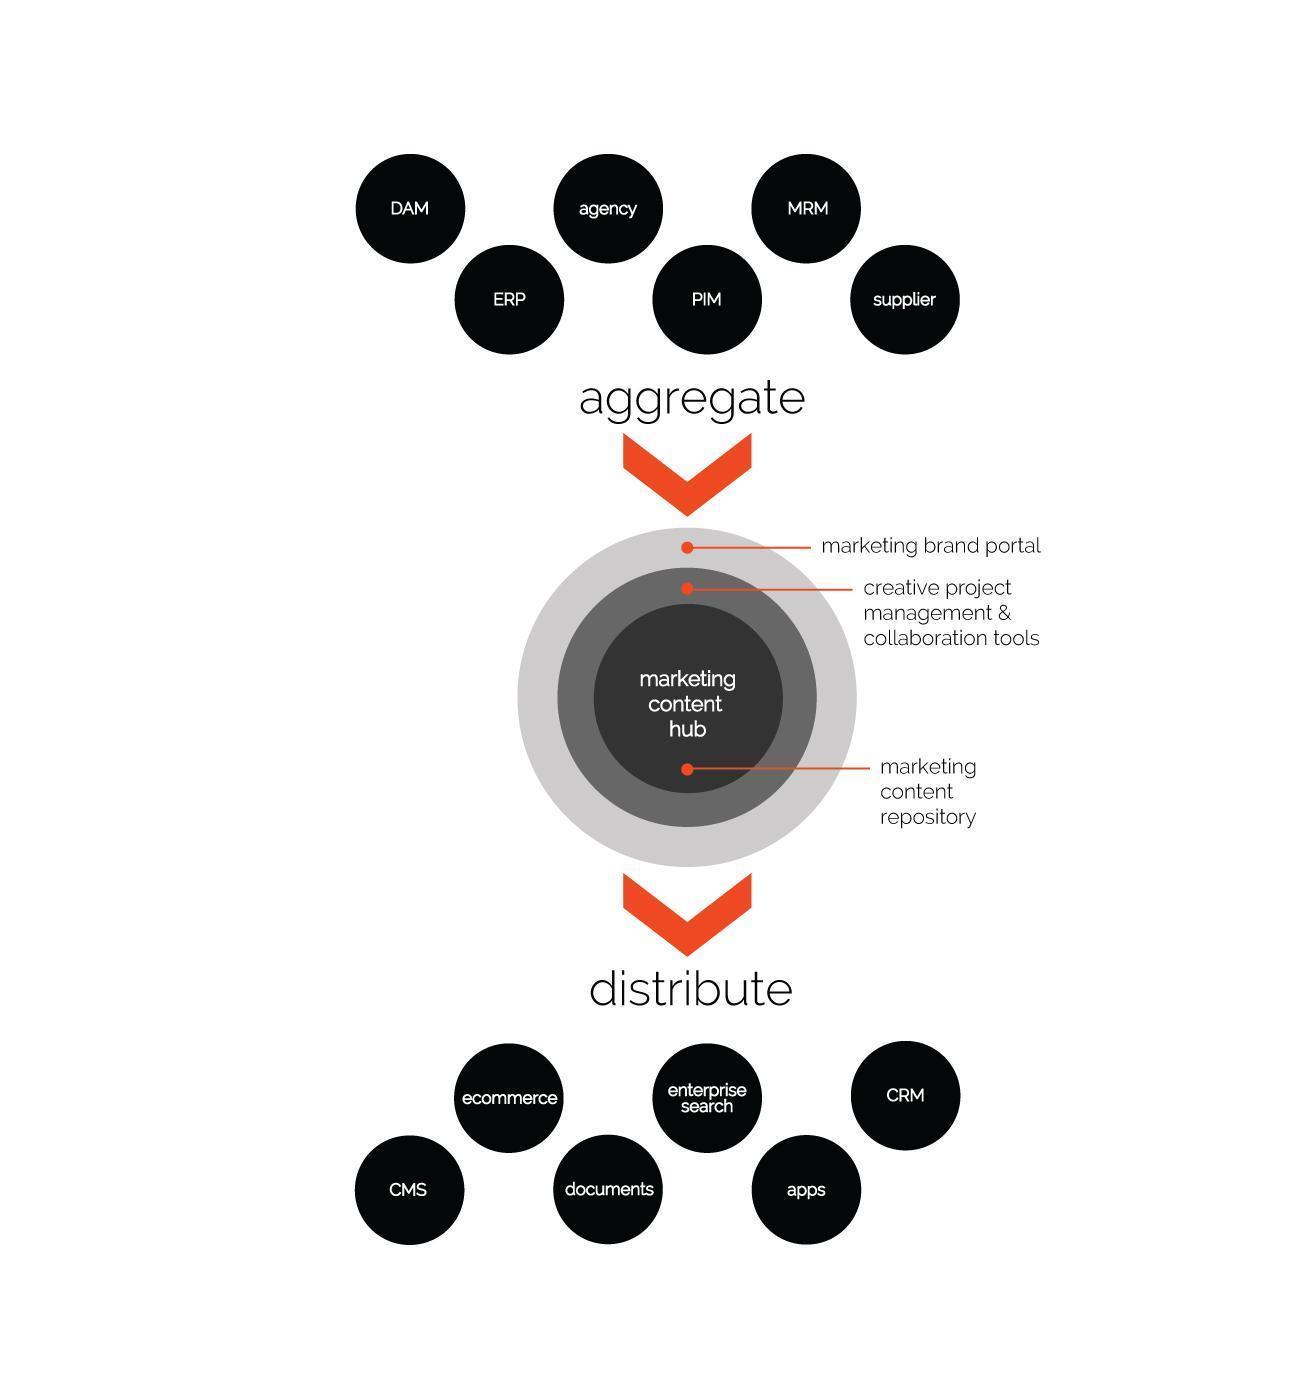 DAM
agency
MRM
ERP
PIM
supplier
aggregate
marketing brand portal
creative project
management &
collaboration tools
marketing
content
hub
marketing
content
repository
distribute
ecommerce
enterprise
search
CRM
CMS
documents
apps